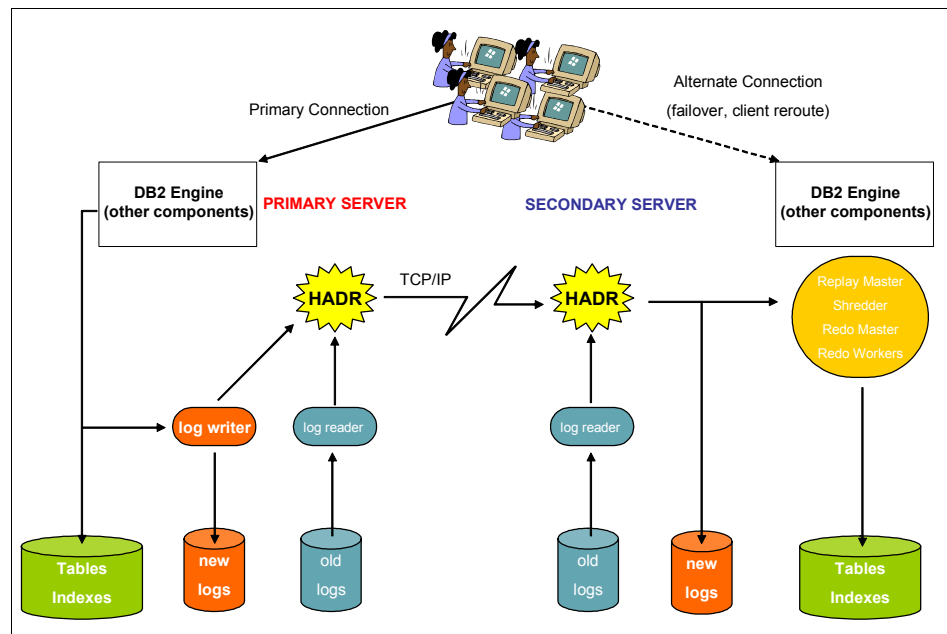 Primary Connection
Alternate Connection
(failover, client reroute)
DB2 Engine
(other components)
PRIMARY SERVER
SECONDARY SERVER
DB2 Engine
(other components)
HADR
TCP/IP
HADR
Replay Master
Shredder
Redo Master
Redo Workers
log writer
log reader
log reader
Tables
Indexes
new
logs
old
logs
old
logs
new
logs
Tables
Indexes